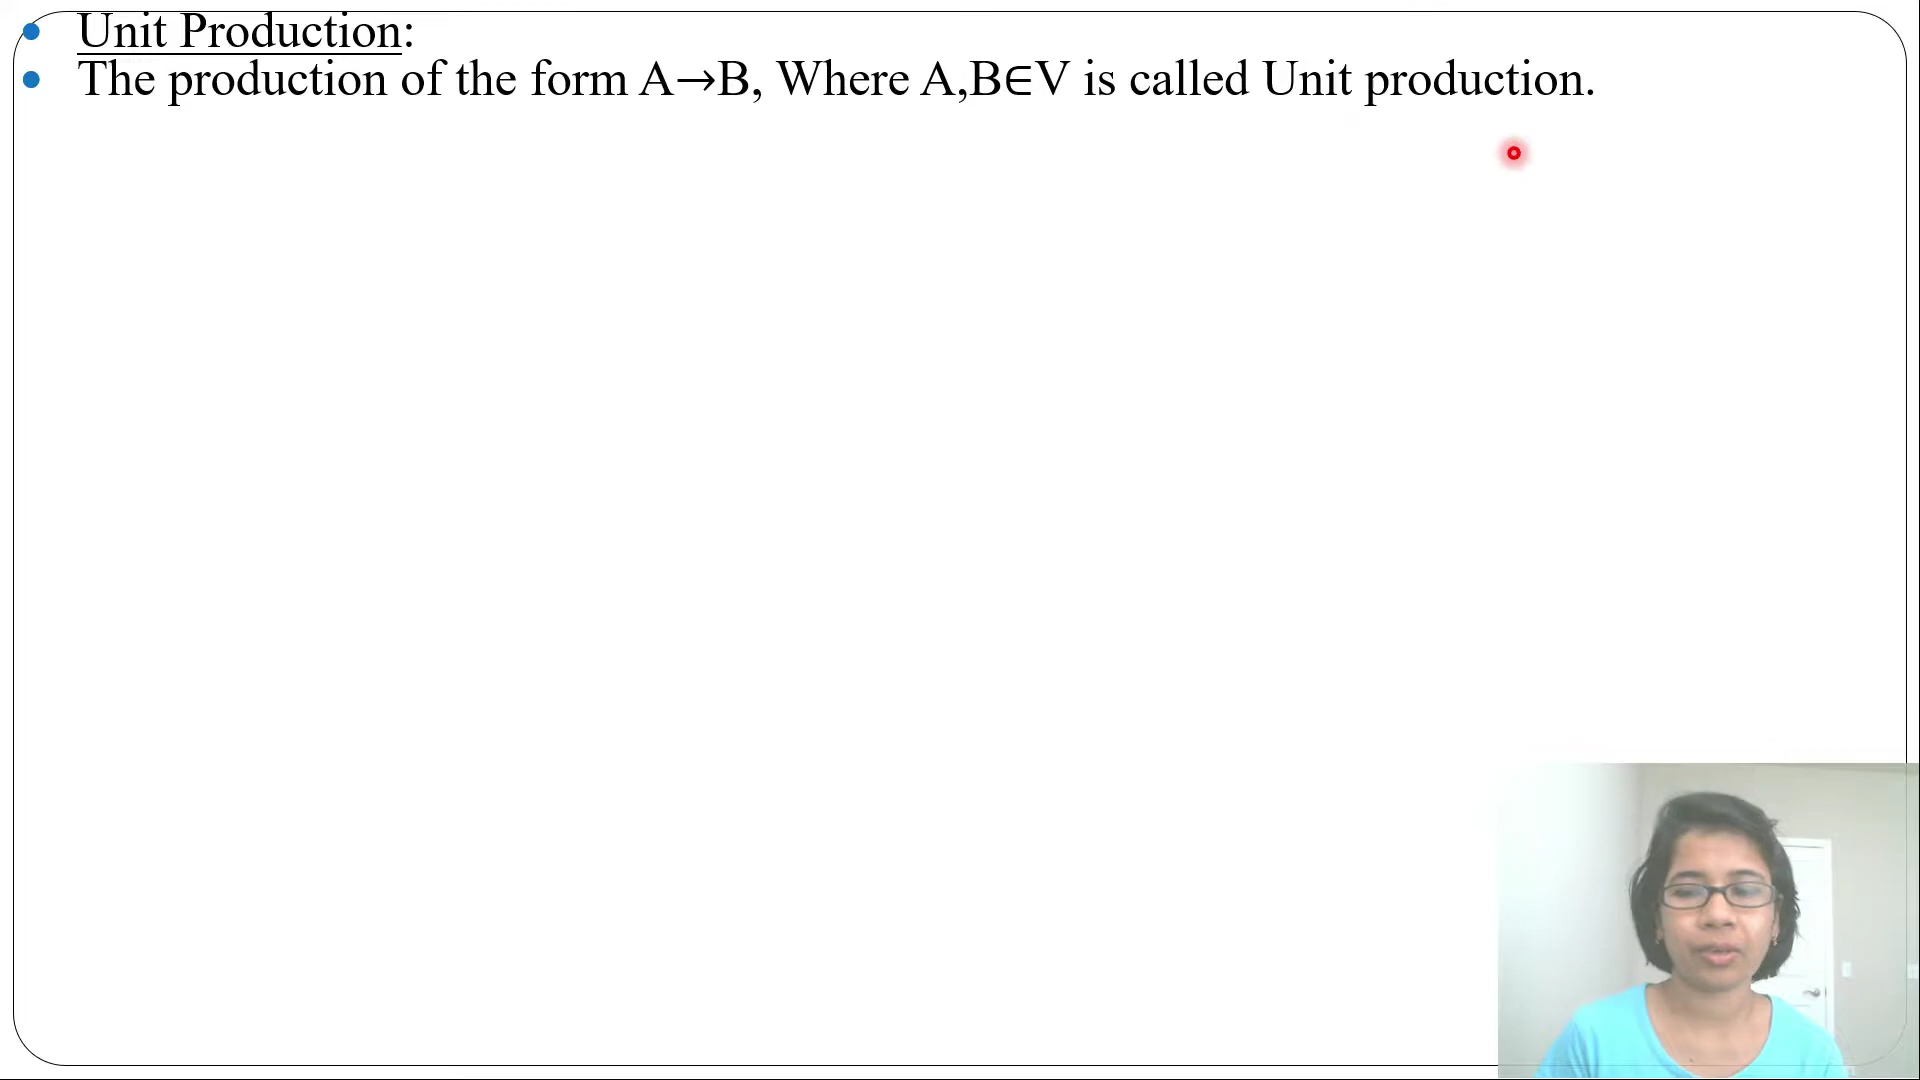 Unit Production:
The production of the form A→B, Where A,B∈V is called Unit production.